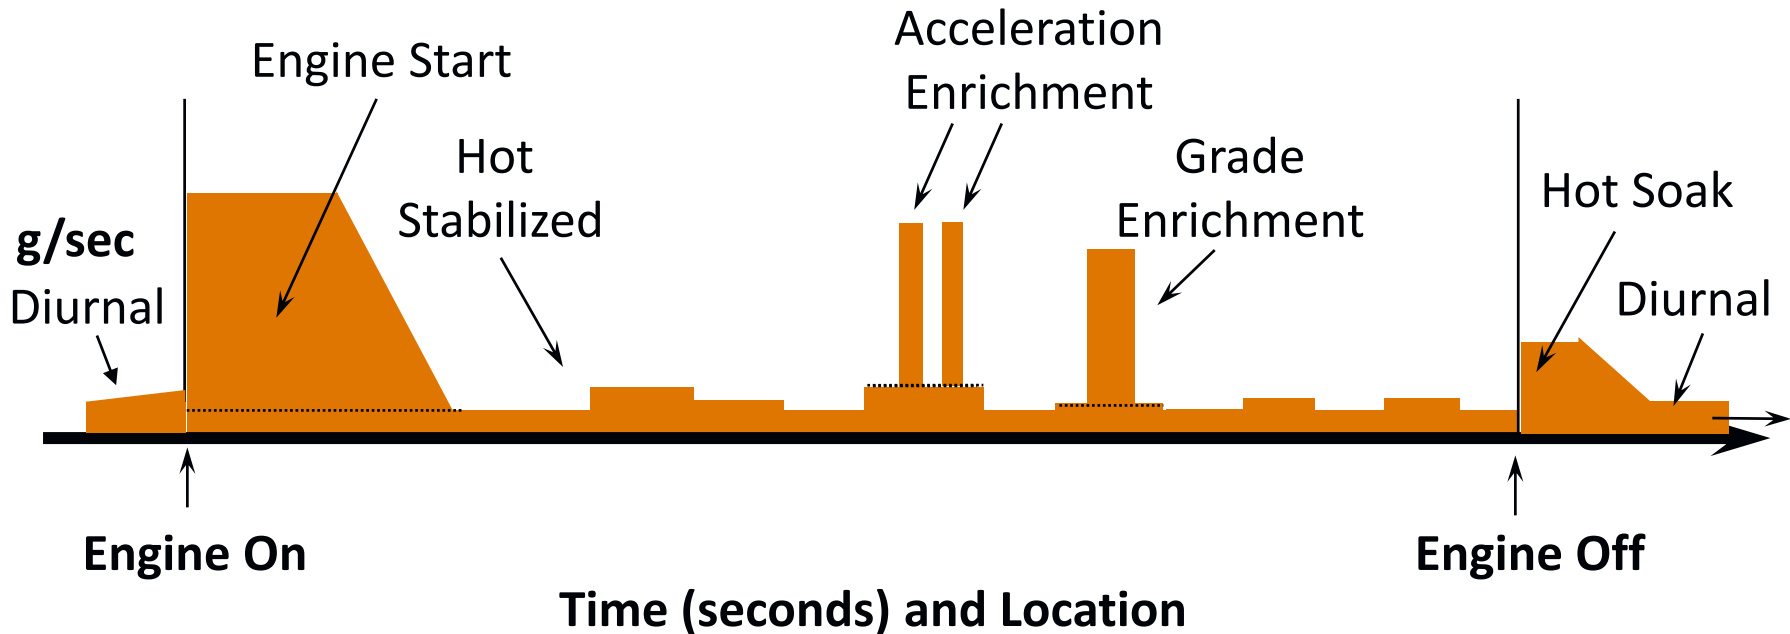 Acceleration
Enrichment
Engine Start
Hot
Stabilized
Grade
Enrichment
Hot Soak
g/sec
Diurnal
Diurnal
Engine On
Engine Off
Time (seconds) and Location